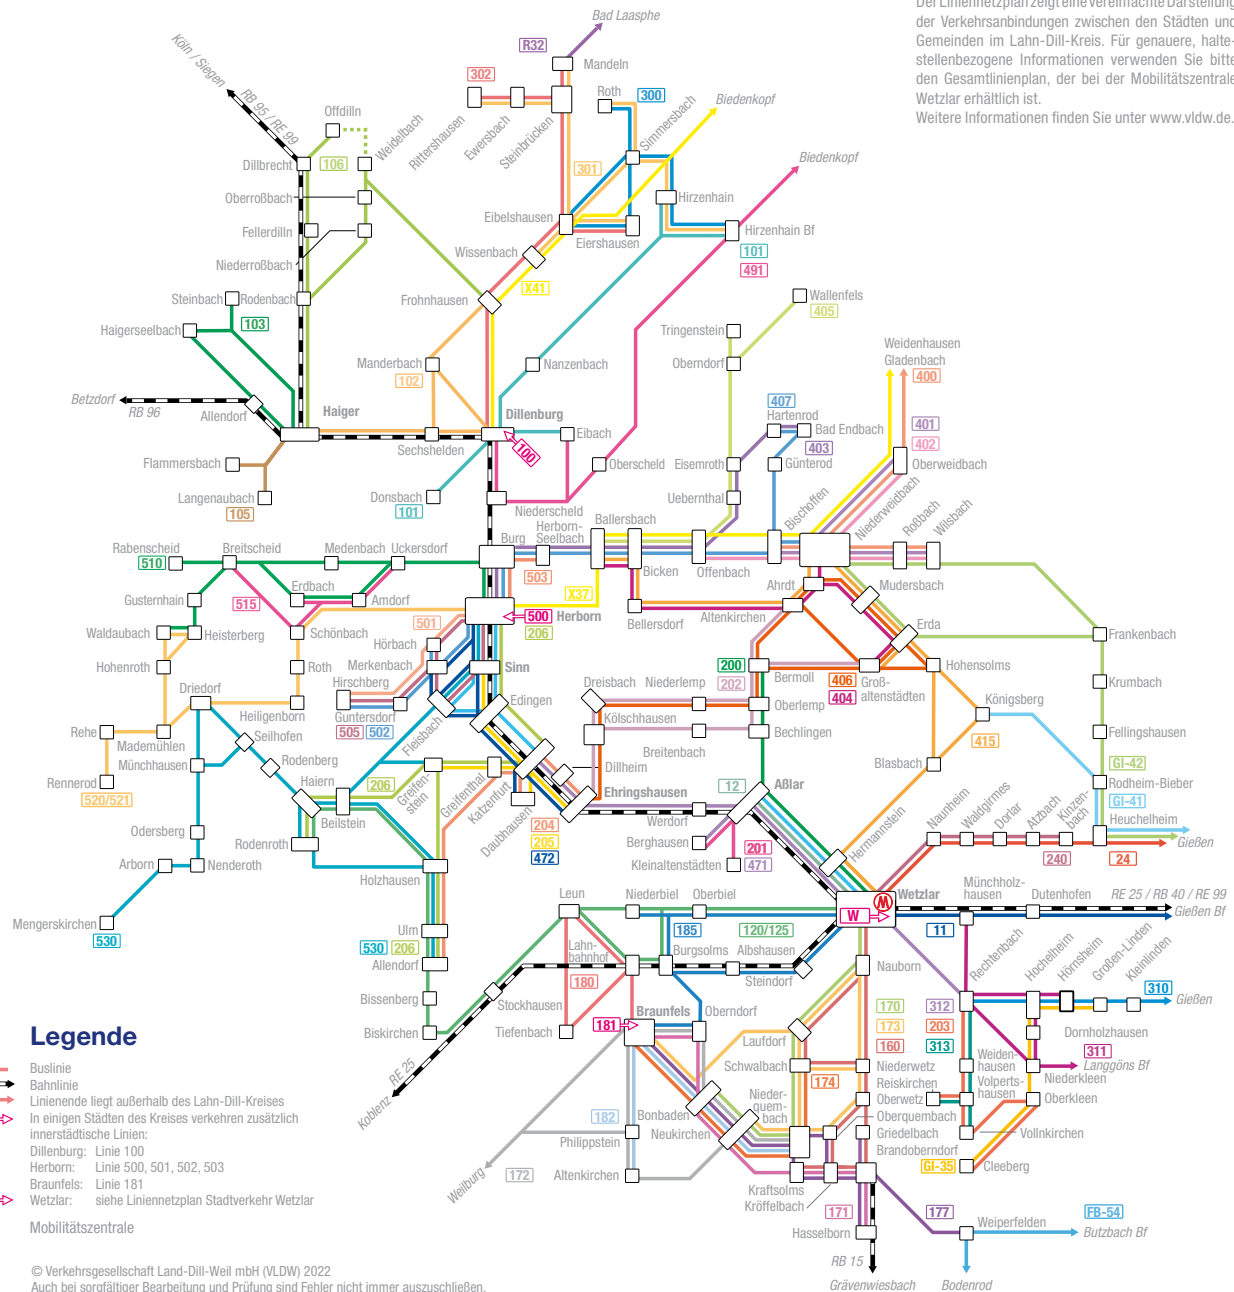 Der Liniennetzplan zeigt eine vereinfachte Darstellung
der Verkehrsanbindungen zwischen den Städten und
Gemeinden im Lahn-Dill-Kreis. Für genauere, halte-
stellenbezogene Informationen verwenden Sie bitte
den Gesamtlinienplan, der bei der Mobilitätszentrale
Wetzlar erhältlich ist.
Weitere Informationen finden Sie unter www.vldw.de.
Bad Laasphe
R32
Mandeln
Köln / Siegen
RB 95 / RE 99
302
Rittershausen
Ewersbach
Steinbrücken
Roth
300
Simmersbach
Biedenkopf
Offdilln
Weidelbach
Dillbrecht
106
301
Biedenkopf
Oberroßbach
Hirzenhain
Eibelshausen
Fellerdilln
Eiershausen
Hirzenhain Bf
Wissenbach
101
Niederroßbach
491
X41
Steinbach
Rodenbach
Frohnhausen
Wallenfels
405
Haigerseelbach
103
Tringenstein
Weidenhausen
Gladenbach
Manderbach
Nanzenbach
Oberndorf
400
102
Betzdorf
RB 96
407
Allendorf
Haiger
Dillenburg
Hartenrod
401
Bad Endbach
402
403
Sechshelden
100
Eibach
Flammersbach
Oberscheld
Eisemroth
Günterod
Oberweidbach
Langenaubach
105
Donsbach
101
Niederscheld
Uebernthal
Bischoffen
Niederweidbach
Roßbach
Wilsbach
Herborn-
Seelbach
Ballersbach
Burg
Rabenscheid
510
Breitscheid
Medenbach
Uckersdorf
503
Bicken
Offenbach
Ahrdt
Mudersbach
Erdbach
Amdorf
X37
Gusternhain
515
500
Herborn
206
Bellersdorf
Altenkirchen
501
Waldaubach
Heisterberg
Schönbach
Hörbach
Erda
Frankenbach
Hohenroth
Roth
Merkenbach
Sinn
200
202
Bermoll
406
404
Groß-
altenstädten
Hohensolms
Hirschberg
Dreisbach
Niederlemp
Krumbach
Driedorf
Heiligenborn
Guntersdorf
505
502
Fleisbach
Edingen
Kölschhausen
Oberlemp
Königsberg
Rehe
Mademühlen
Seilhofen
Breitenbach
Bechlingen
415
Fellingshausen
Münchhausen
Rodenberg
GI-42
Rennerod
520/521
Haiern
206
Greifen-
stein
Greifenthal
Katzenfurt
Dillheim
Ehringshausen
12
Aßlar
Blasbach
Rodheim-Bieber
GI-41
Beilstein
Daubhausen
204
205
472
Werdorf
Hermannstein
Naunheim
Waldgirmes
Dorlar
Atzbach
Kinzen-
bach
Heuchelheim
Odersberg
Rodenroth
Berghausen
201
471
240
24
Gießen
Arborn
Nenderoth
Holzhausen
Kleinaltenstädten
Leun
Niederbiel
Oberbiel
W
Wetzlar
Münchholz-
hausen
Dutenhofen
RE 25 / RB 40 / RE 99
Gießen Bf
Mengerskirchen
530
Ulm
530
206
185
120/125
11
Lahn-
bahnhof
Burgsolms
Albshausen
Steindorf
Rechtenbach
Hochelheim
Hörnsheim
Großen-Linden
Kleinlinden
Allendorf
180
Nauborn
Bissenberg
Stockhausen
310
Gießen
Biskirchen
Tiefenbach
Braunfels
181
Oberndorf
170
312
173
203
160
313
Laufdorf
Dornholzhausen
311
Langgöns Bf
RE 25
Koblenz
Schwalbach
Niederwetz
Weiden-
hausen
Niederkleen
174
Reiskirchen
Oberwetz
Volperts-
hausen
Oberkleen
Nieder-
quem-
bach
182
Bonbaden
Neukirchen
Oberquembach
Philippstein
Griedelbach
Vollnkirchen
Brandoberndorf
GI-35
Cleeberg
Weilburg
172
Altenkirchen
Kraftsolms
Kröffelbach
171
177
FB-54
Hasselborn
Weiperfelden
Butzbach Bf
RB 15
Grävenwiesbach
Bodenrod
Legende
Buslinie
Bahnlinie
Linienende liegt außerhalb des Lahn-Dill-Kreises
In einigen Städten des Kreises verkehren zusätzlich
innerstädtische Linien:
Dillenburg: Linie 100
Herborn: Linie 500, 501, 502, 503
Braunfels: Linie 181
Wetzlar: siehe Liniennetzplan Stadtverkehr Wetzlar
Mobilitätszentrale
© Verkehrsgesellschaft Land-Dill-Weil mbH (VLDW) 2022
Auch bei sorgfältiger Bearbeitung und Prüfung sind Fehler nicht immer auszuschließen.